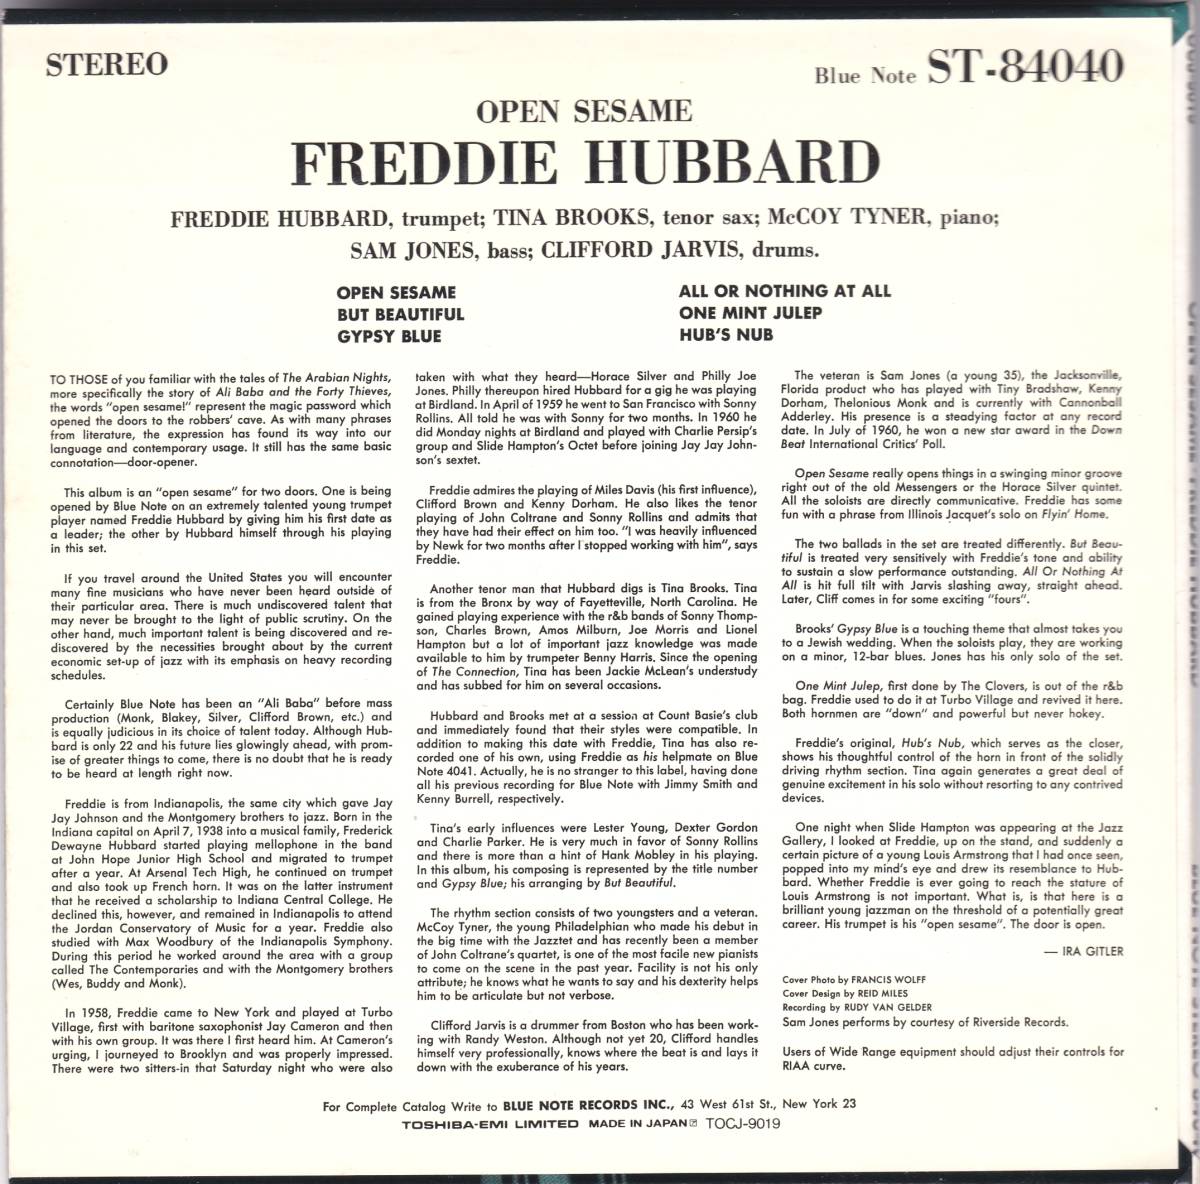 STEREO
Blue Note ST-84040
OPEN SESAME
FREDDIE HUBBARD
FREDDIE HUBBARD, trumpet; TINA BROOKS, tenor sax; McCOY TYNER, piano;
SAM JONES, bass; CLIFFORD JARVIS, drums.
OPEN SESAME
BUT BEAUTIFUL
GYPSY BLUE
ALL OR NOTHING AT ALL
ONE MINT JULEP
HUB'S NUB
TO THOSE of you familiar with the tales of The Arabian Nights,
more specifically the story of Ali Baba and the Forty Thieves,
the words "open sesame!" represent the magic password which
opened the doors to the robbers' cave. As with many phrases
from literature, the expression has found its way into our
language and contemporary usage. It still has the same basic
connotation—door-opener.
This album is an "open sesame" for two doors. One is being
opened by Blue Note on an extremely talented young trumpet
player named Freddie Hubbard by giving him his first date as
a leader; the other by Hubbard himself through his playing
in this set.
If you travel around the United States you will encounter
many fine musicians who have never been heard outside of
their particular area. There is much undiscovered talent that
may never be brought to the light of public scrutiny. On the
other hand, much important talent is being discovered and re-
discovered by the necessities brought about by the current
economic set-up of jazz with its emphasis on heavy recording
schedules.
Certainly Blue Note has been an "Ali Baba" before mass
production (Monk, Blakey, Silver, Clifford Brown, etc.) and
is equally judicious in its choice of talent today. Although Hub-
bard is only 22 and his future lies glowingly ahead, with prom-
ise of greater things to come, there is no doubt that he is ready
to be heard at length right now.
Freddie is from Indianapolis, the same city which gave Jay
Jay Johnson and the Montgomery brothers to jazz. Born in the
Indiana capital on April 7, 1938 into a musical family, Frederick
Dewayne Hubbard started playing mellophone in the band
at John Hope Junior High School and migrated to trumpet
after a year. At Arsenal Tech High, he continued on trumpet
and also took up French horn. It was on the latter instrument
that he received a scholarship to Indiana Central College. He
declined this, however, and remained in Indianapolis to attend
the Jordan Conservatory of Music for a year. Freddie also
studied with Max Woodbury of the Indianapolis Symphony.
During this period he worked around the area with a group
called The Contemporaries and with the Montgomery brothers
(Wes, Buddy and Monk).
In 1958, Freddie came to New York and played at Turbo
Village, first with baritone saxophonist Jay Cameron and then
with his own group. It was there I first heard him. At Cameron's
urging, I journeyed to Brooklyn and was properly impressed.
There were two sitters-in that Saturday night who were also
taken with what they heard—Horace Silver and Philly Joe
Jones. Philly thereupon hired Hubbard for a gig he was playing
at Birdland. In April of 1959 he went to San Francisco with Sonny
Rollins. All told he was with Sonny for two months. In 1960 he
did Monday nights at Birdland and played with Charlie Persip's
group and Slide Hampton's Octet before joining Jay Jay John-
son's sextet.
Freddie admires the playing of Miles Davis (his first influence),
Clifford Brown and Kenny Dorham. He also likes the tenor
playing of John Coltrane and Sonny Rollins and admits that
they have had their effect on him too. "I was heavily influenced
by Newk for two months after I stopped working with him", says
Freddie.
Another tenor man that Hubbard digs is Tina Brooks. Tina
is from the Bronx by way of Fayetteville, North Carolina. He
gained playing experience with the r&b bands of Sonny Thomp-
son, Charles Brown, Amos Milburn, Joe Morris and Lionel
Hampton but a lot of important jazz knowledge was made
available to him by trumpeter Benny Harris. Since the opening
of The Connection, Tina has been Jackie McLean's understudy
and has subbed for him on several occasions.
Hubbard and Brooks met at a session at Count Basie's club
and immediately found that their styles were compatible. In
addition to making this date with Freddie, Tina has also re-
corded one of his own, using Freddie as his helpmate on Blue
Note 4041. Actually, he is no stranger to this label, having done
all his previous recording for Blue Note with Jimmy Smith and
Kenny Burrell, respectively.
Tina's early influences were Lester Young, Dexter Gordon
and Charlie Parker. He is very much in favor of Sonny Rollins
and there is more than a hint of Hank Mobley in his playing.
In this album, his composing is represented by the title number
and Gypsy Blue; his arranging by But Beautiful.
The rhythm section consists of two youngsters and a veteran.
McCoy Tyner, the young Philadelphian who made his debut in
the big time with the Jazztet and has recently been a member
of John Coltrane's quartet, is one of the most facile new pianists
to come on the scene in the past year. Facility is not his only
attribute; he knows what he wants to say and his dexterity helps
him to be articulate but not verbose.
Clifford Jarvis is a drummer from Boston who has been work-
ing with Randy Weston. Although not yet 20, Clifford handles
himself very professionally, knows where the beat is and lays it
down with the exuberance of his years.
The veteran is Sam Jones (a young 35), the Jacksonville,
Florida product who has played with Tiny Bradshaw, Kenny
Dorham, Thelonious Monk and is currently with Cannonball
Adderley. His presence is a steadying factor at any record
date. In July of 1960, he won a new star award in the Down
Beat International Critics' Poll.
Open Sesame really opens things in a swinging minor groove
right out of the old Messengers or the Horace Silver quintet.
All the soloists are directly communicative. Freddie has some
fun with a phrase from Illinois Jacquet's solo on Flyin' Home.
The two ballads in the set are treated differently. But Beau-
tiful is treated very sensitively with Freddie's tone and ability
to sustain a slow performance outstanding. All Or Nothing At
All is hit full tilt with Jarvis slashing away, straight ahead.
Later, Cliff comes in for some exciting "fours".
Brooks' Gypsy Blue is a touching theme that almost takes you
to a Jewish wedding. When the soloists play, they are working
on a minor, 12-bar blues. Jones has his only solo of the set.
One Mint Julep, first done by The Clovers, is out of the r&b
bag. Freddie used to do it at Turbo Village and revived it here.
Both hornmen are "down" and powerful but never hokey.
Freddie's original, Hub's Nub, which serves as the closer,
shows his thoughtful control of the horn in front of the solidly
driving rhythm section. Tina again generates a great deal of
genuine excitement in his solo without resorting to any contrived
devices.
One night when Slide Hampton was appearing at the Jazz
Gallery, I looked at Freddie, up on the stand, and suddenly a
certain picture of a young Louis Armstrong that I had once seen,
popped into my mind's eye and drew its resemblance to Hub-
bard. Whether Freddie is ever going to reach the stature of
Louis Armstrong is not important. What is, is that here is a
brilliant young jazzman on the threshold of a potentially great
career. His trumpet is his "open sesame". The door is open.
— IRA GITLER
Cover Photo by FRANCIS WOLFF
Cover Design by REID MILES
Recording by RUDY VAN GELDER
Sam Jones performs by courtesy of Riverside Records.
Users of Wide Range equipment should adjust their controls for
RIAA curve.
For Complete Catalog Write to BLUE NOTE RECORDS INC., 43 West 61st St., New York 23
TOSHIBA-EMI LIMITED MADE IN JAPAN Ⓟ TOCJ-9019